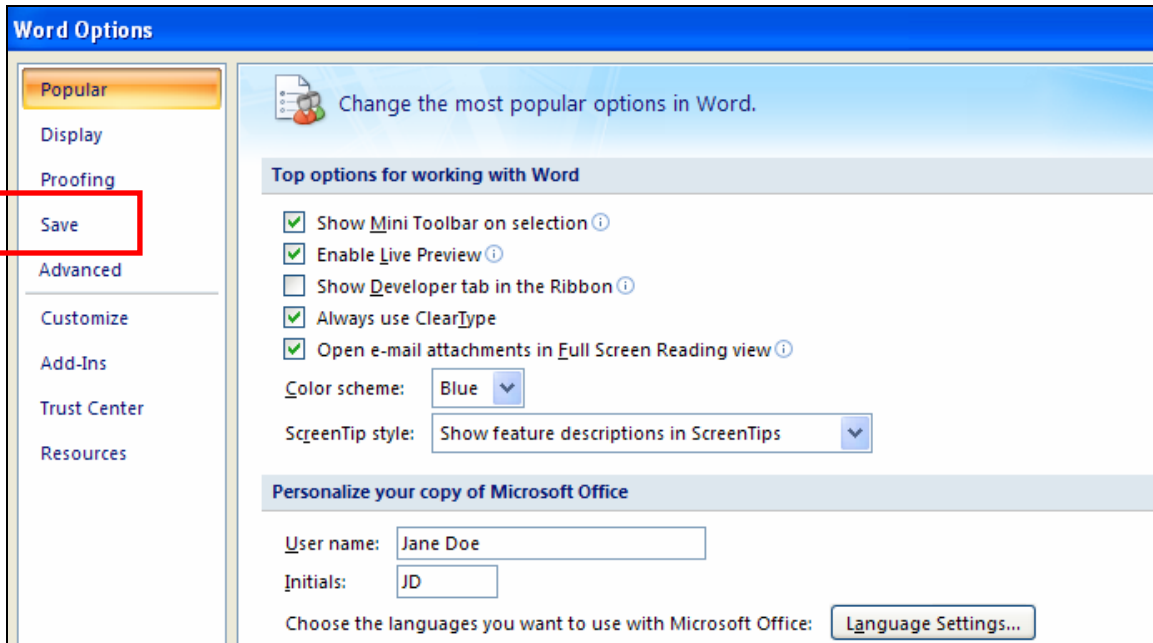 Word Options
Popular
Display
Proofing
Save
Advanced
Customize
Add-Ins
Trust Center
Resources
Change the most popular options in Word.
Top options for working with Word
Show Mini Toolbar on selection
Enable Live Preview
Show Developer tab in the Ribbon
Always use ClearType
Open e-mail attachments in Full Screen Reading view
Color scheme: Blue
ScreenTip style: Show feature descriptions in ScreenTips
Personalize your copy of Microsoft Office
User name: Jane Doe
Initials: JD
Choose the languages you want to use with Microsoft Office: Language Settings...